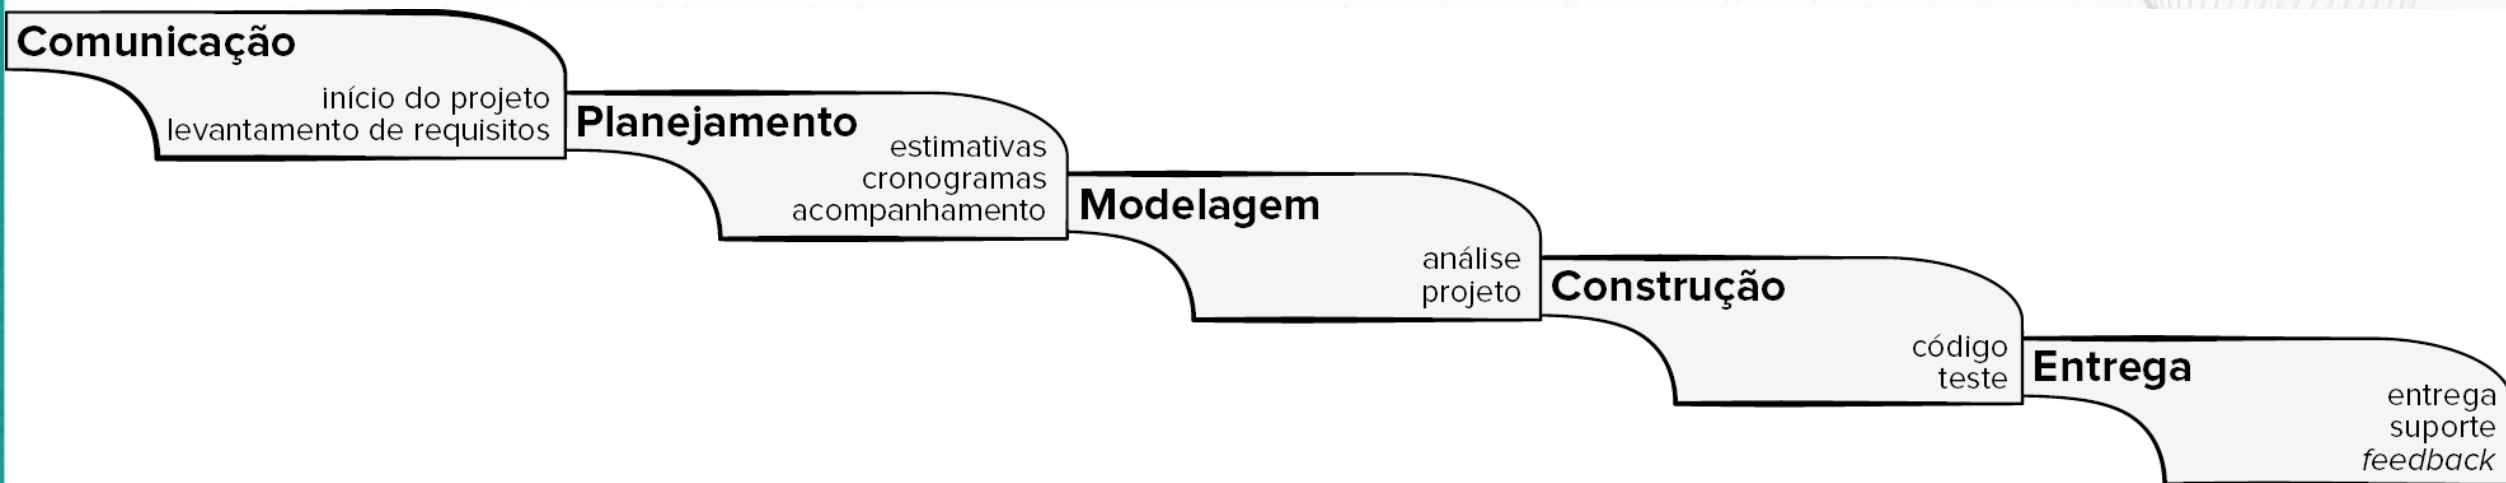 Comunicação
início do projeto
levantamento de requisitos
Planejamento
estimativas
cronogramas
acompanhamento
Modelagem
análise
projeto
Construção
código
teste
Entrega
entrega
suporte
feedback